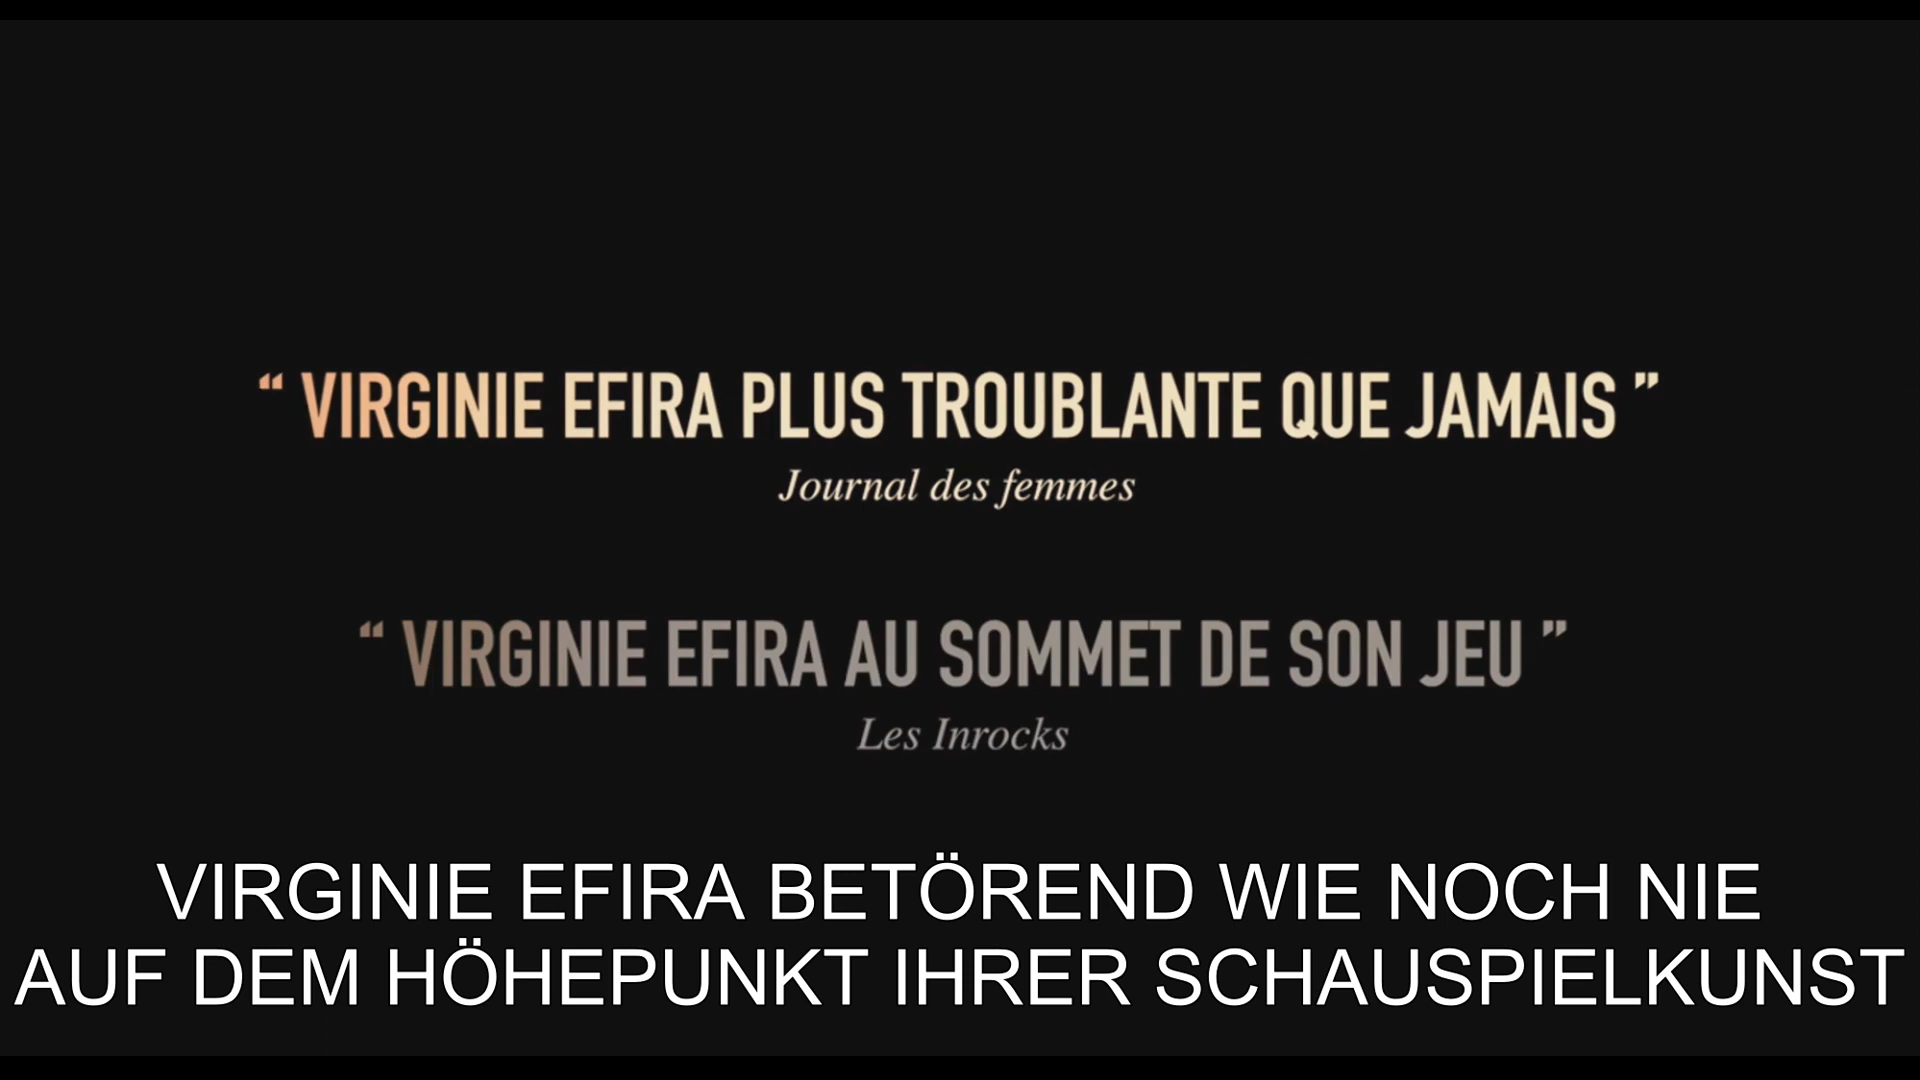 “ VIRGINIE EFIRA PLUS TROUBLANTE QUE JAMAIS ”
Journal des femmes
“ VIRGINIE EFIRA AU SOMMET DE SON JEU ”
Les Inrocks
VIRGINIE EFIRA BETÖREND WIE NOCH NIE
AUF DEM HÖHEPUNKT IHRER SCHAUSPIELKUNST